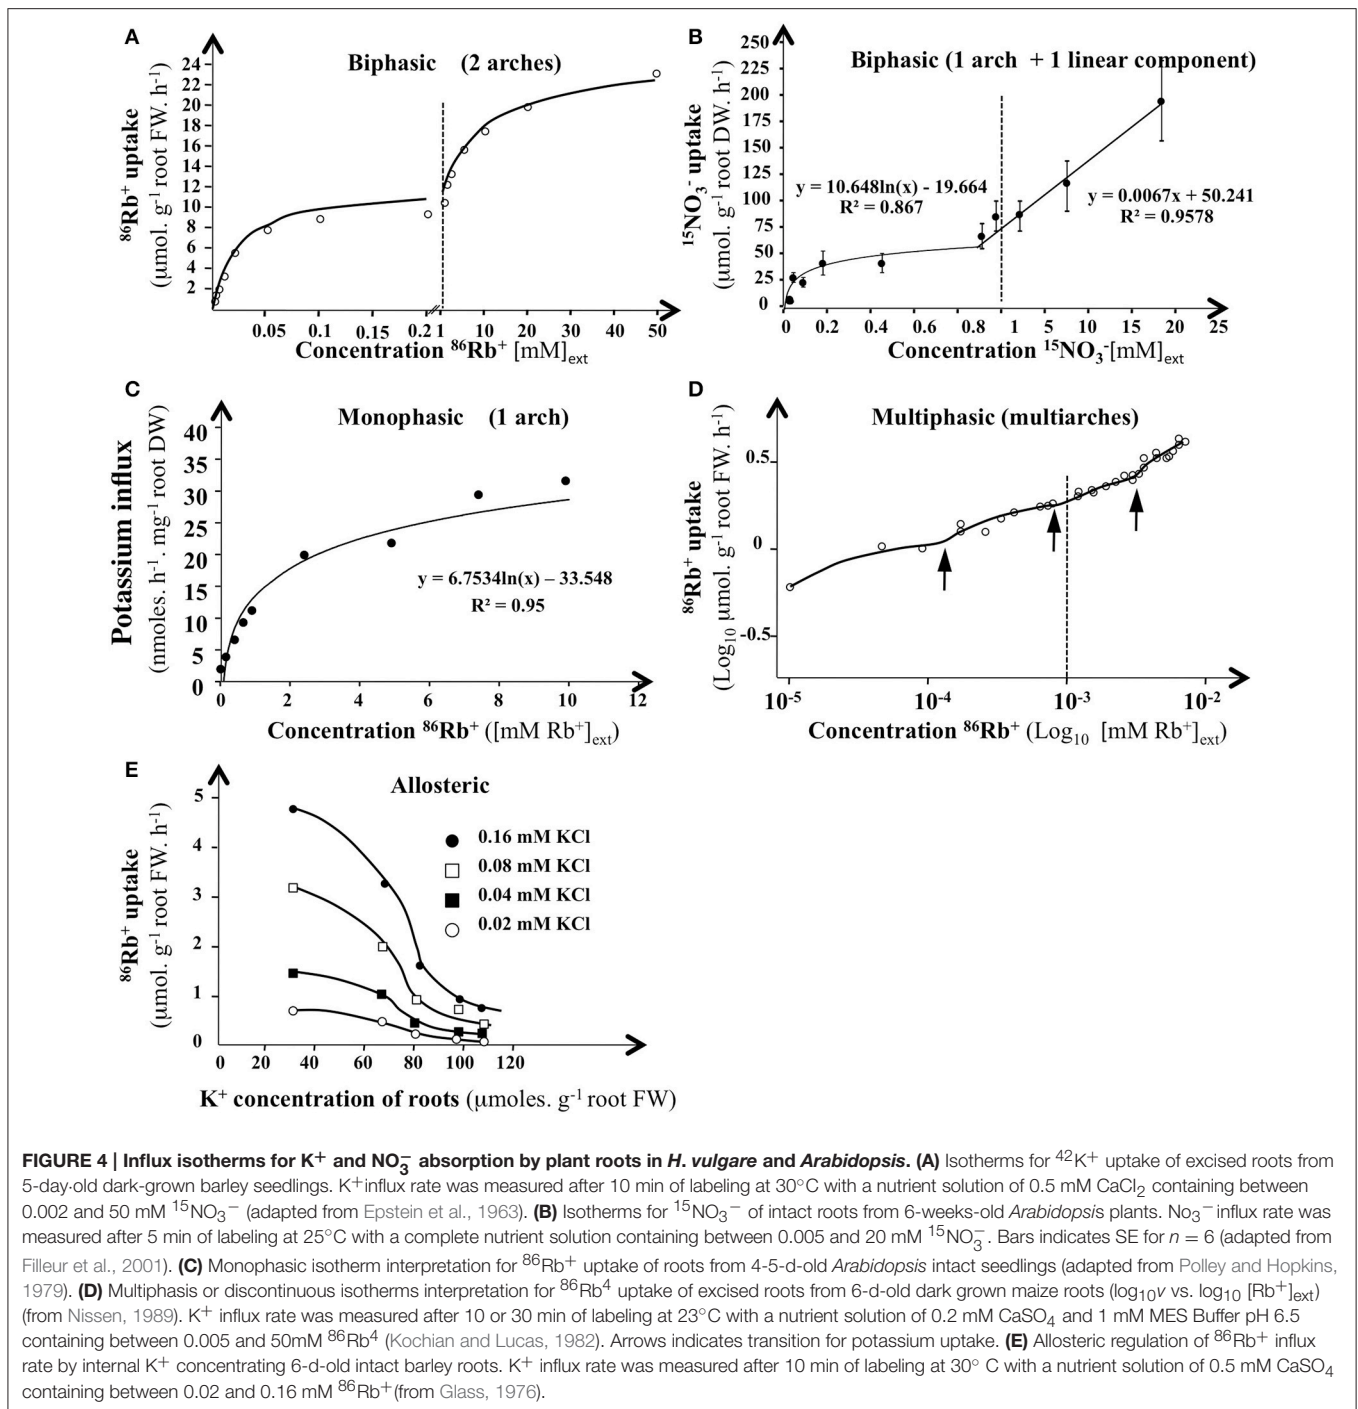 A
Biphasic (2 arches)
⁸⁶Rb⁺ uptake
(µmol. g⁻¹ root FW. h⁻¹)
24
22
20
18
16
14
12
10
8
6
4
2
0.05 0.1 0.15 0.2 1 10 20 30 40 50
Concentration ⁸⁶Rb⁺ [mM]ext
B
Biphasic (1 arch + 1 linear component)
¹⁵NO₃⁻ uptake
(µmol. g⁻¹ root DW. h⁻¹)
250
225
200
175
150
125
100
75
50
25
0
y = 10.648ln(x) - 19.664
R² = 0.867
y = 0.0067x + 50.241
R² = 0.9578
0 0.2 0.4 0.6 0.8 1 5 10 15 20 25
Concentration ¹⁵NO₃⁻[mM]ext
C
Monophasic (1 arch)
Potassium influx
(nmoles. h⁻¹ . mg⁻¹ root DW)
40
35
30
25
20
15
10
5
0
y = 6.7534ln(x) – 33.548
R² = 0.95
0 2 4 6 8 10 12
Concentration ⁸⁶Rb⁺ ([mM Rb⁺]ext)
D
Multiphasic (multiarches)
⁸⁶Rb⁺ uptake
(Log₁₀ µmol. g⁻¹ root FW. h⁻¹)
0.5
0
-0.5
10⁻⁵ 10⁻⁴ 10⁻³ 10⁻²
Concentration ⁸⁶Rb⁺ (Log₁₀ [mM Rb⁺]ext)
E
Allosteric
⁸⁶Rb⁺ uptake
(µmol. g⁻¹ root FW. h⁻¹)
5
4
3
2
1
0
0.16 mM KCl
0.08 mM KCl
0.04 mM KCl
0.02 mM KCl
0 20 40 60 80 100 120
K⁺ concentration of roots (µmoles. g⁻¹ root FW)
FIGURE 4 | Influx isotherms for K+ and NO₃⁻ absorption by plant roots in H. vulgare and Arabidopsis. (A) Isotherms for ⁴²K⁺ uptake of excised roots from
5-day-old dark-grown barley seedlings. K⁺influx rate was measured after 10 min of labeling at 30°C with a nutrient solution of 0.5 mM CaCl₂ containing between
0.002 and 50 mM ¹⁵NO₃⁻ (adapted from Epstein et al., 1963). (B) Isotherms for ¹⁵NO₃⁻ of intact roots from 6-weeks-old Arabidopsis plants. No₃⁻ influx rate was
measured after 5 min of labeling at 25°C with a complete nutrient solution containing between 0.005 and 20 mM ¹⁵NO₃⁻. Bars indicates SE for n = 6 (adapted from
Filleur et al., 2001). (C) Monophasic isotherm interpretation for ⁸⁶Rb⁺ uptake of roots from 4-5-d-old Arabidopsis intact seedlings (adapted from Polley and Hopkins,
1979). (D) Multiphasis or discontinuous isotherms interpretation for ⁸⁶Rb⁴ uptake of excised roots from 6-d-old dark grown maize roots (log₁₀v vs. log₁₀ [Rb⁺]ext)
(from Nissen, 1989). K⁺ influx rate was measured after 10 or 30 min of labeling at 23°C with a nutrient solution of 0.2 mM CaSO₄ and 1 mM MES Buffer pH 6.5
containing between 0.005 and 50mM ⁸⁶Rb⁴ (Kochian and Lucas, 1982). Arrows indicates transition for potassium uptake. (E) Allosteric regulation of ⁸⁶Rb⁺ influx
rate by internal K⁺ concentrating 6-d-old intact barley roots. K⁺ influx rate was measured after 10 min of labeling at 30° C with a nutrient solution of 0.5 mM CaSO₄
containing between 0.02 and 0.16 mM ⁸⁶Rb⁺(from Glass, 1976).